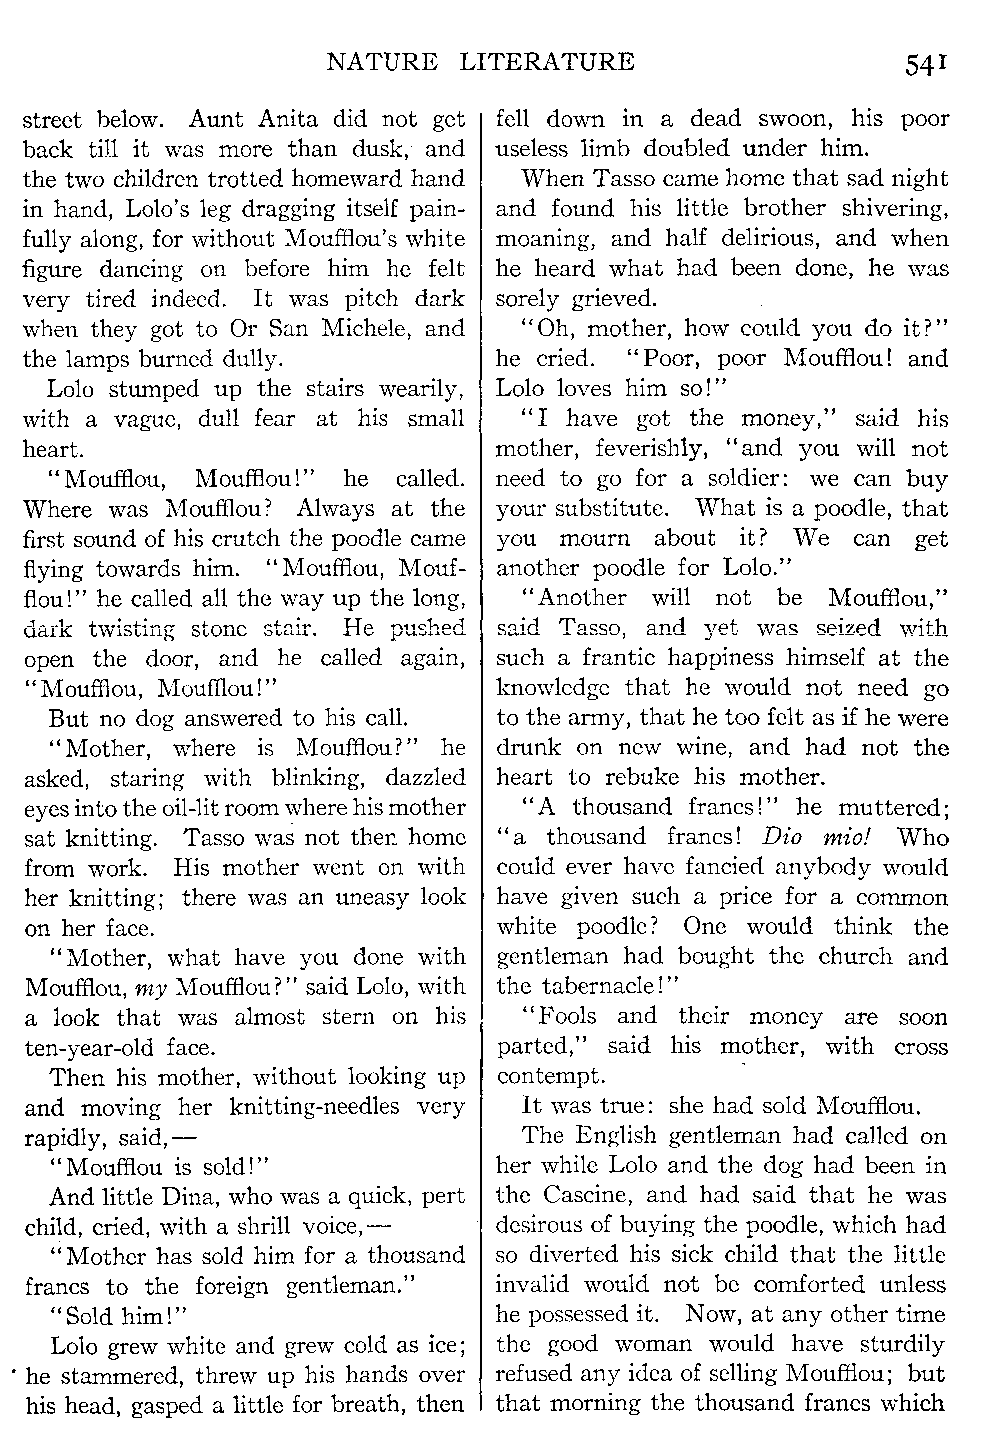 NATURE LITERATURE 541
street below. Aunt Anita did not get
back till it was more than dusk, and
the two children trotted homeward hand
in hand, Lolo's leg dragging itself pain-
fully along, for without Moufflou's white
figure dancing on before him he felt
very tired indeed. It was pitch dark
when they got to Or San Michele, and
the lamps burned dully.
Lolo stumped up the stairs wearily,
with a vague, dull fear at his small
heart.
"Moufflou, Moufflou!" he called.
Where was Moufflou? Always at the
first sound of his crutch the poodle came
flying towards him. "Moufflou, Mouf-
flou!" he called all the way up the long,
dark twisting stone stair. He pushed
open the door, and he called again,
"Moufflou, Moufflou!"
But no dog answered to his call.
"Mother, where is Moufflou?" he
asked, staring with blinking, dazzled
eyes into the oil-lit room where his mother
sat knitting. Tasso was not then home
from work. His mother went on with
her knitting; there was an uneasy look
on her face.
"Mother, what have you done with
Moufflou, my Moufflou?" said Lolo, with
a look that was almost stern on his
ten-year-old face.
Then his mother, without looking up
and moving her knitting-needles very
rapidly, said,—
"Moufflou is sold!"
And little Dina, who was a quick, pert
child, cried, with a shrill voice,—
"Mother has sold him for a thousand
francs to the foreign gentleman."
"Sold him!"
Lolo grew white and grew cold as ice;
he stammered, threw up his hands over
his head, gasped a little for breath, then
fell down in a dead swoon, his poor
useless limb doubled under him.
When Tasso came home that sad night
and found his little brother shivering,
moaning, and half delirious, and when
he heard what had been done, he was
sorely grieved.
"Oh, mother, how could you do it?"
he cried. "Poor, poor Moufflou! and
Lolo loves him so!"
"I have got the money," said his
mother, feverishly, "and you will not
need to go for a soldier: we can buy
your substitute. What is a poodle, that
you mourn about it? We can get
another poodle for Lolo."
"Another will not be Moufflou,"
said Tasso, and yet was seized with
such a frantic happiness himself at the
knowledge that he would not need go
to the army, that he too felt as if he were
drunk on new wine, and had not the
heart to rebuke his mother.
"A thousand francs!" he muttered;
"a thousand francs! Dio mio! Who
could ever have fancied anybody would
have given such a price for a common
white poodle? One would think the
gentleman had bought the church and
the tabernacle!"
"Fools and their money are soon
parted," said his mother, with cross
contempt.
It was true: she had sold Moufflou.
The English gentleman had called on
her while Lolo and the dog had been in
the Cascine, and had said that he was
desirous of buying the poodle, which had
so diverted his sick child that the little
invalid would not be comforted unless
he possessed it. Now, at any other time
the good woman would have sturdily
refused any idea of selling Moufflou; but
that morning the thousand francs which